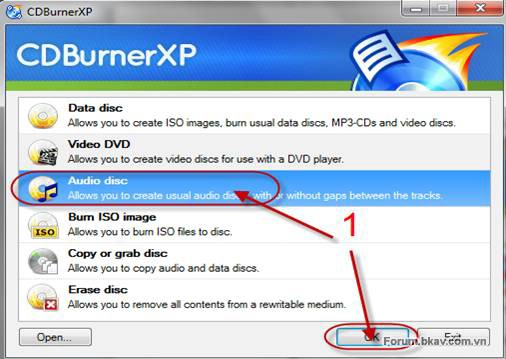 CDBurnerXP
CDBurnerXP
Data disc
Allows you to create ISO images, burn usual data discs, MP3-CDs and video discs.
Video DVD
Allows you to create video discs for use with a DVD player.
Audio disc
Allows you to create usual audio discs with or without gaps between the tracks.
Burn ISO image
ISO
Allows you to burn ISO files to disc.
1
Copy or grab disc
Allows you to copy audio and data discs.
Erase disc
Allows you to remove all contents from a rewritable medium.
Open...
OK
Exit
Forum.bkav.com.vn